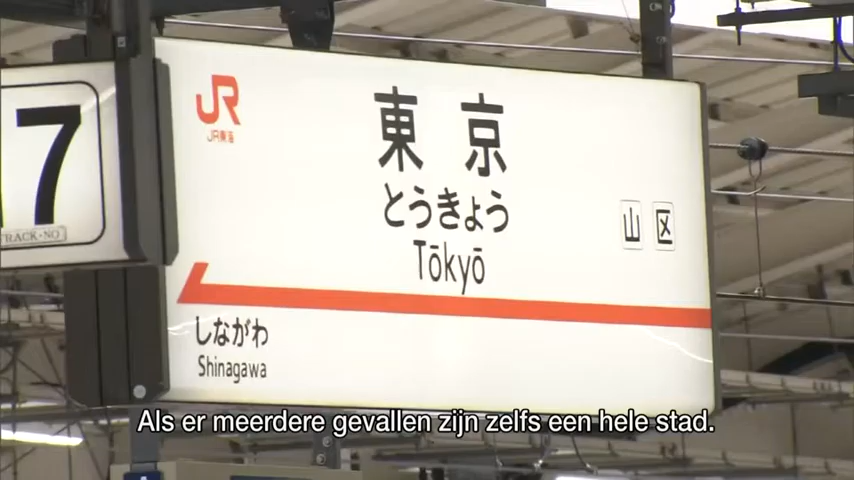 7
TRACK-NO
JR
JR東海
東京
とうきょう
Tōkyō
山 区
しながわ
Shinagawa
Als er meerdere gevallen zijn zelfs een hele stad.